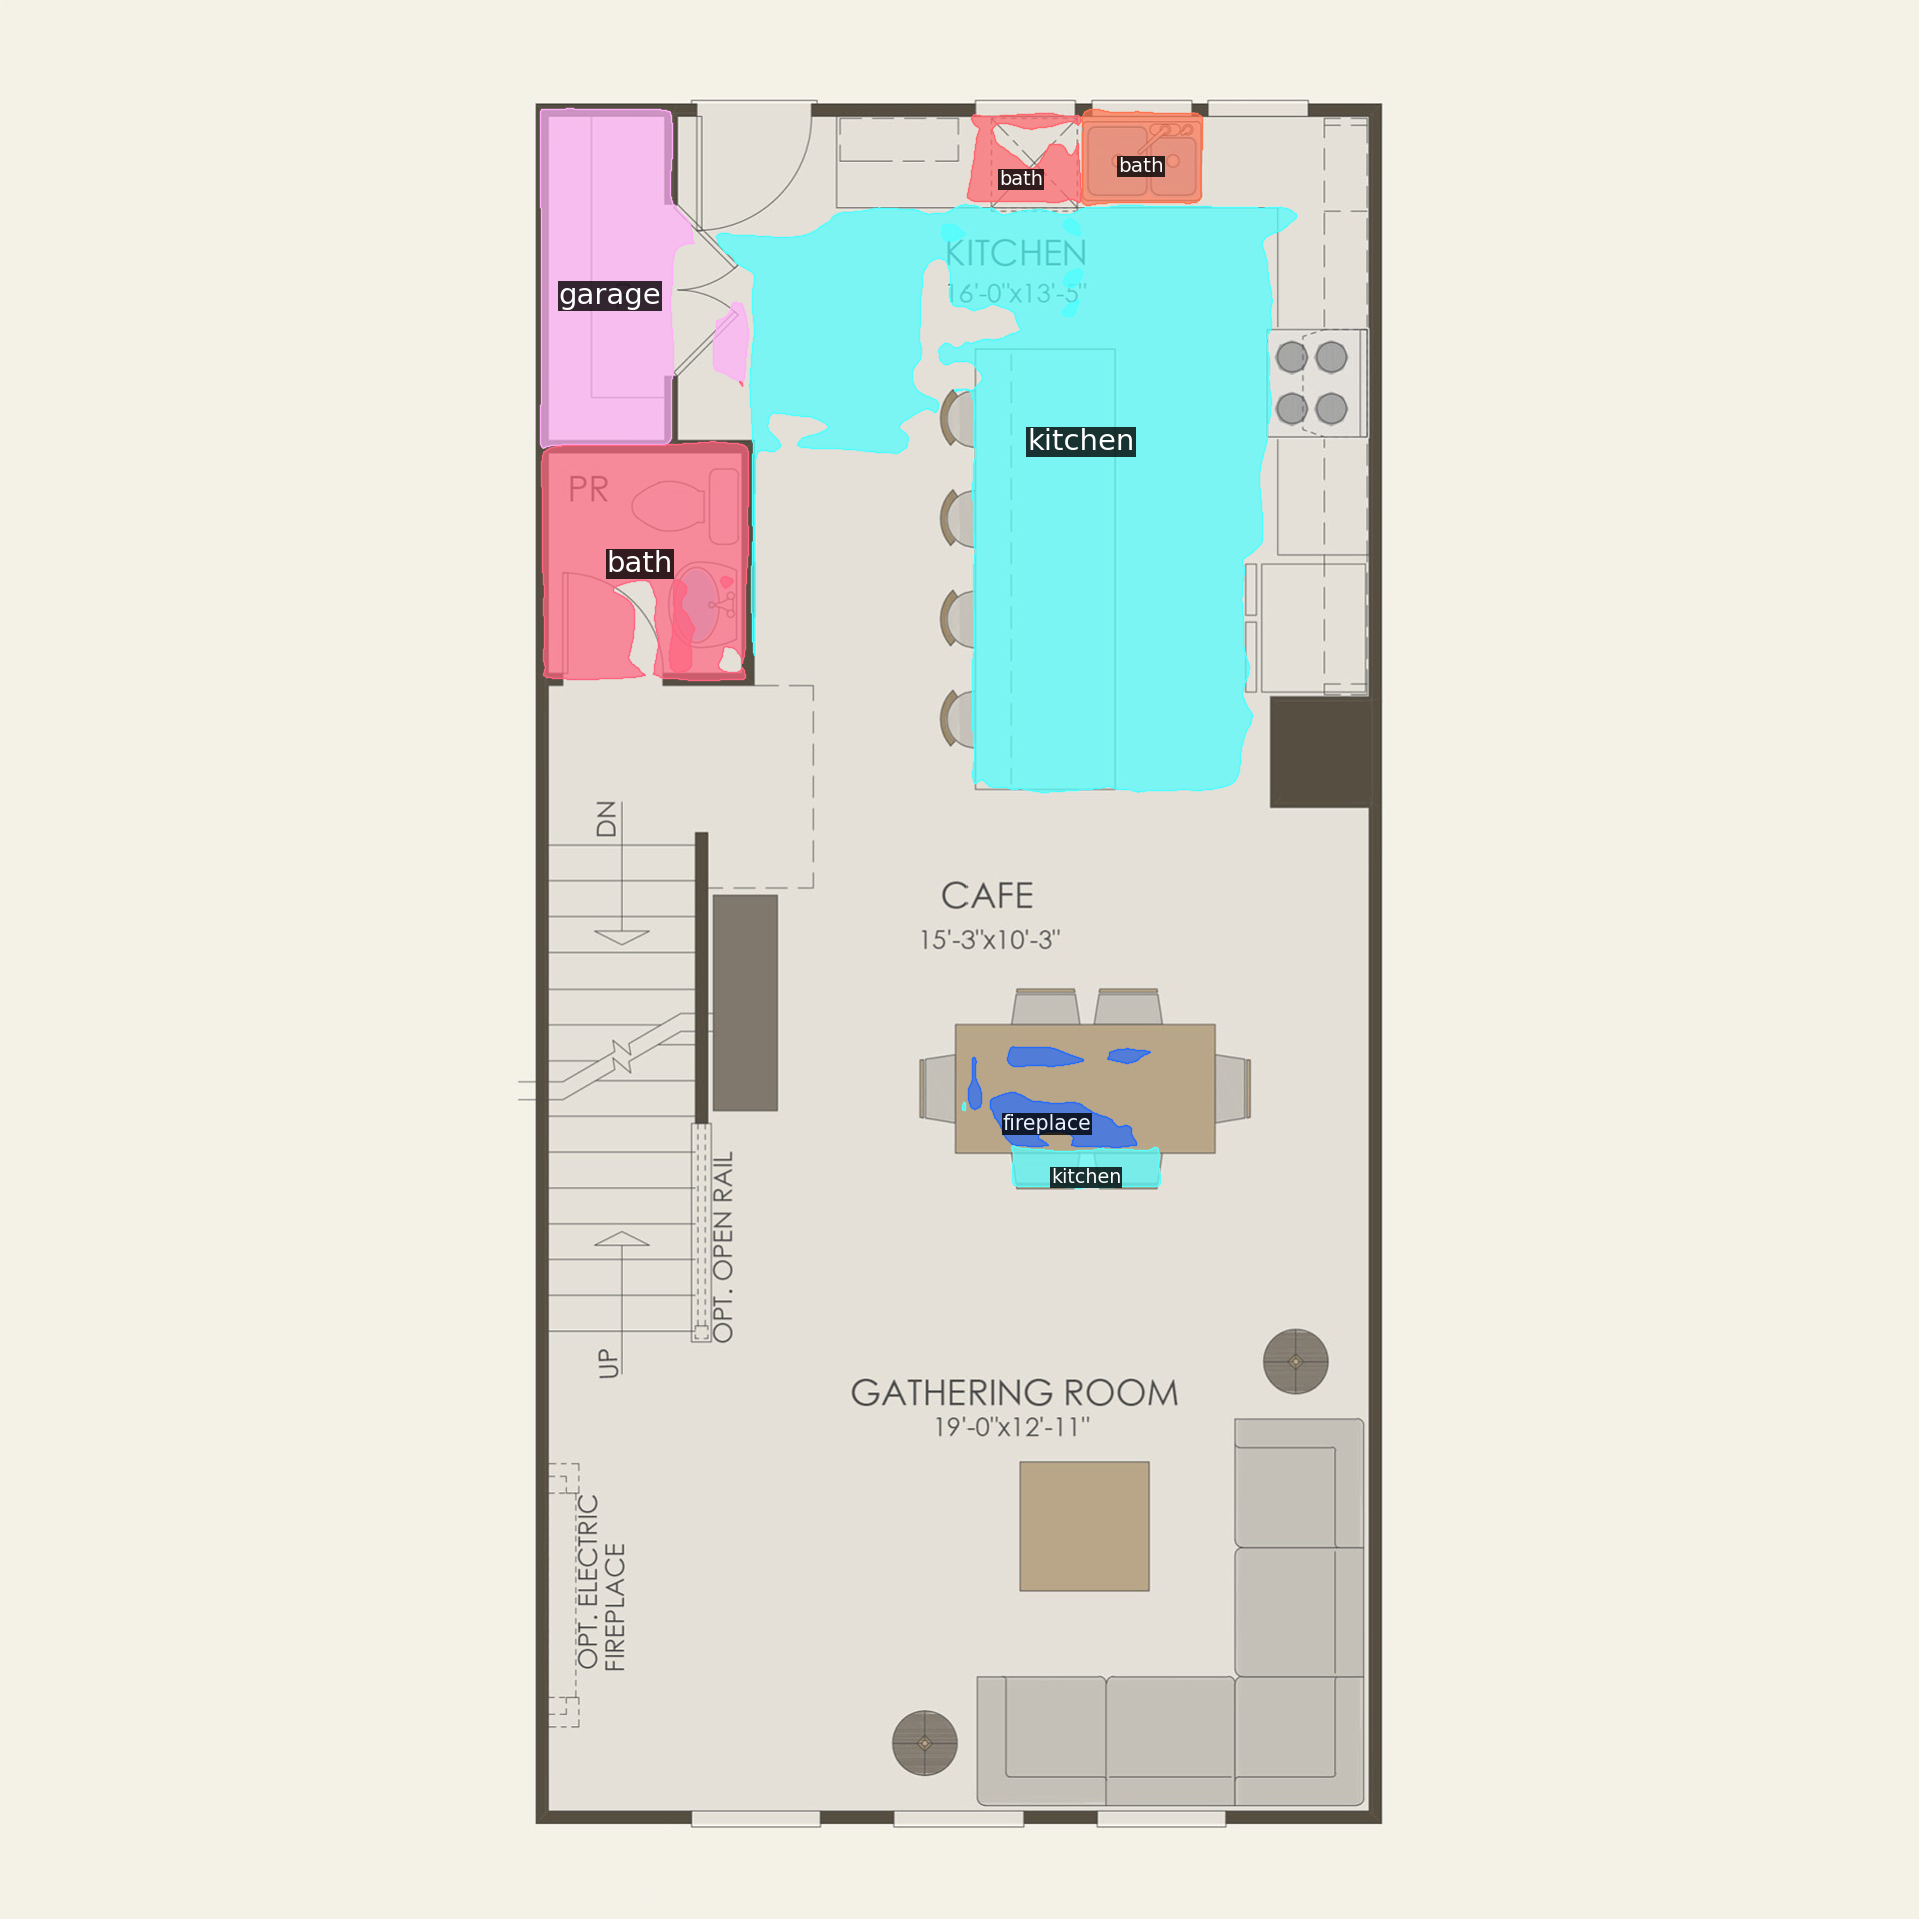 bath
bath
KITCHEN
16'-0"x13'-5"
garage
kitchen
PR
bath
DN
CAFE
15'-3"x10'-3"
fireplace
kitchen
OPT. OPEN RAIL
UP
GATHERING ROOM
19'-0"x12'-11"
OPT. ELECTRIC
FIREPLACE